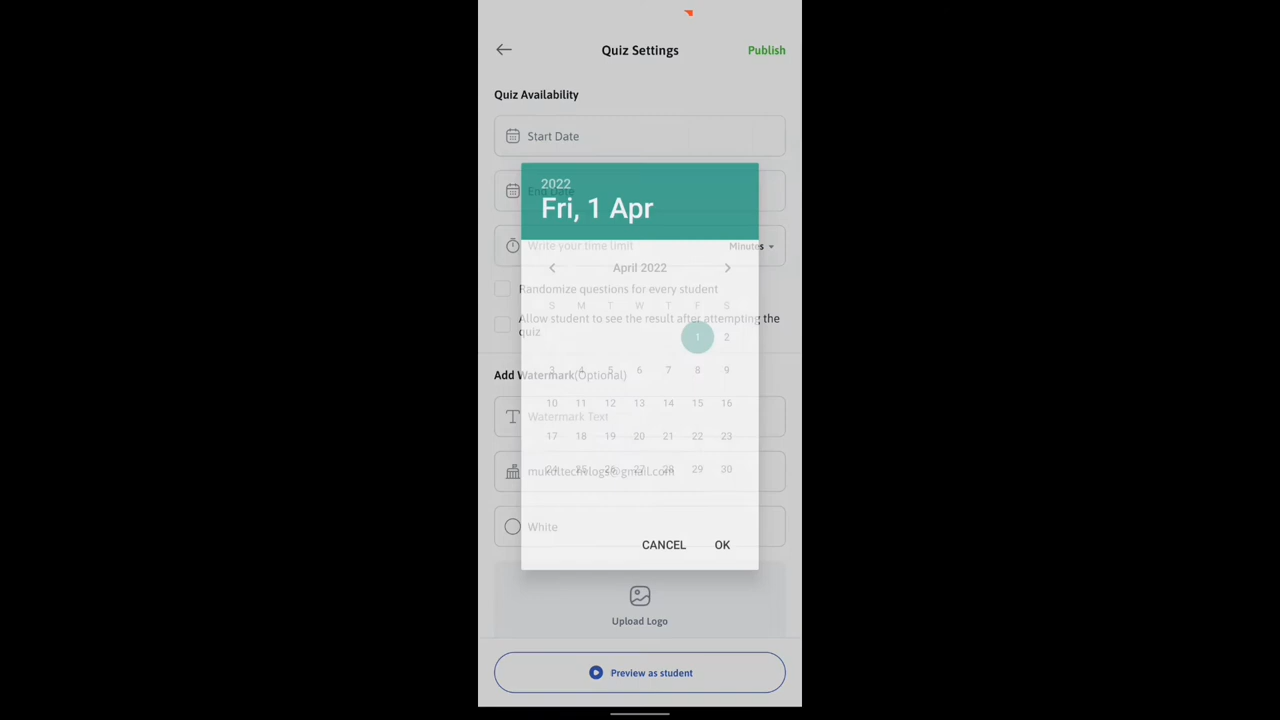 Quiz Settings
Publish
Quiz Availability
Start Date
2022
End Date
Fri, 1 Apr
Write your time limit
Minutes
April 2022
Randomize questions for every student
S M T W T F S
Allow student to see the result after attempting the
quiz
1 2
3 4 5 6 7 8 9
Add Watermark(Optional)
10 11 12 13 14 15 16
Watermark Text
17 18 19 20 21 22 23
24 25 26 27 28 29 30
White
CANCEL OK
Upload Logo
Preview as student